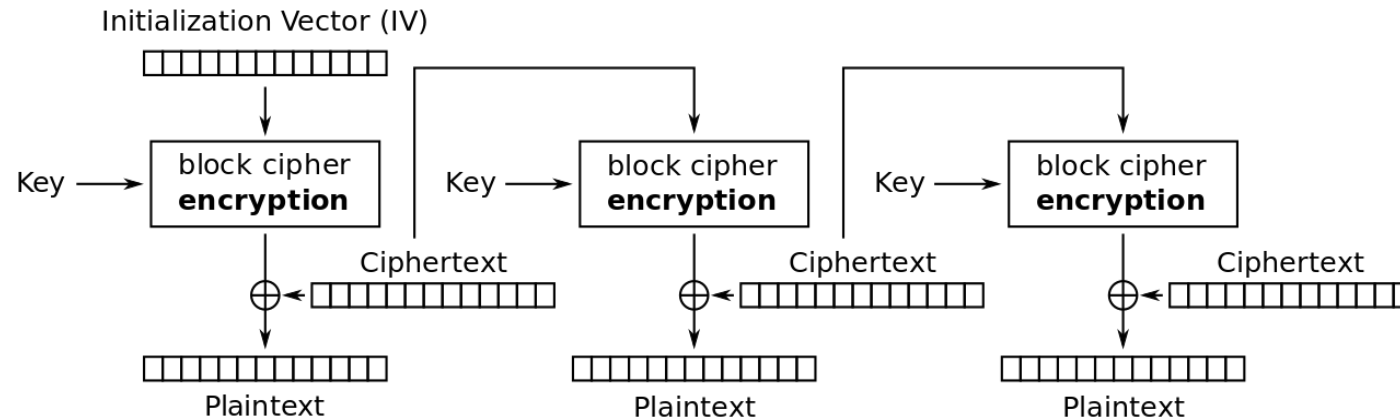 Initialization Vector (IV)
Key
block cipher
encryption
Key
block cipher
encryption
Key
block cipher
encryption
Ciphertext
Ciphertext
Ciphertext
Plaintext
Plaintext
Plaintext